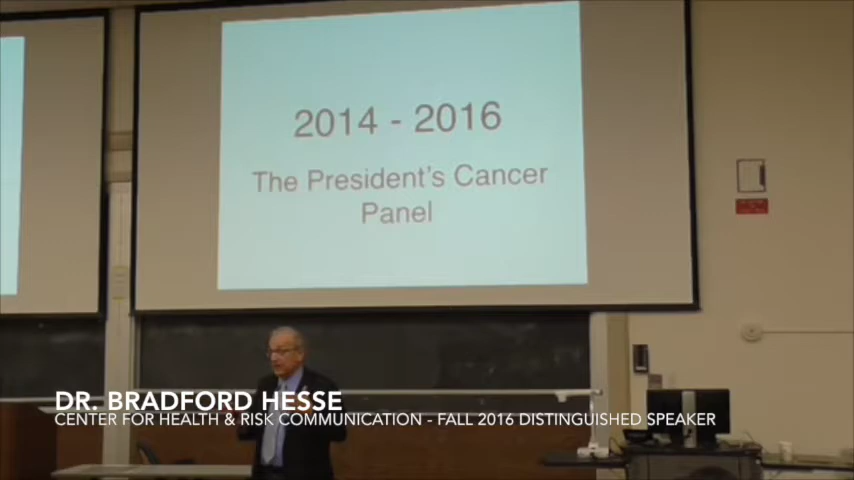 2014 - 2016
The President's Cancer
Panel
DR. BRADFORD HESSE
CENTER FOR HEALTH & RISK COMMUNICATION - FALL 2016 DISTINGUISHED SPEAKER